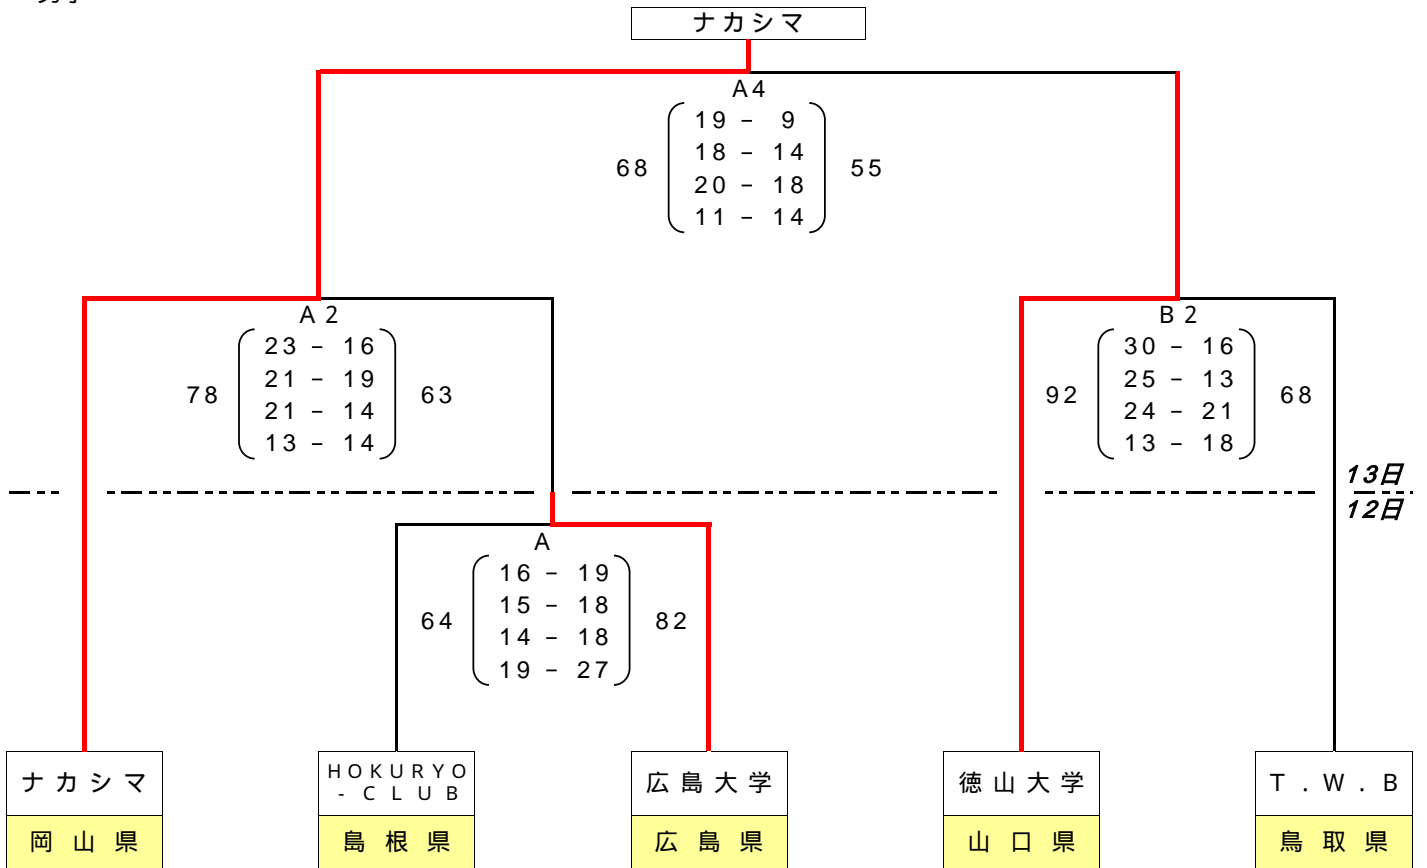 ナカシマ
A4
19 - 9
18 - 14
68 55
20 - 18
11 - 14
A2
23 - 16
21 - 19
78 63
21 - 14
13 - 14
B2
30 - 16
25 - 13
92 68
24 - 21
13 - 18
13日
12日
A
16 - 19
15 - 18
64 82
14 - 18
19 - 27
ナカシマ
HOKURYO
-CLUB
広島大学
徳山大学
T.W.B
岡山県
島根県
広島県
山口県
鳥取県